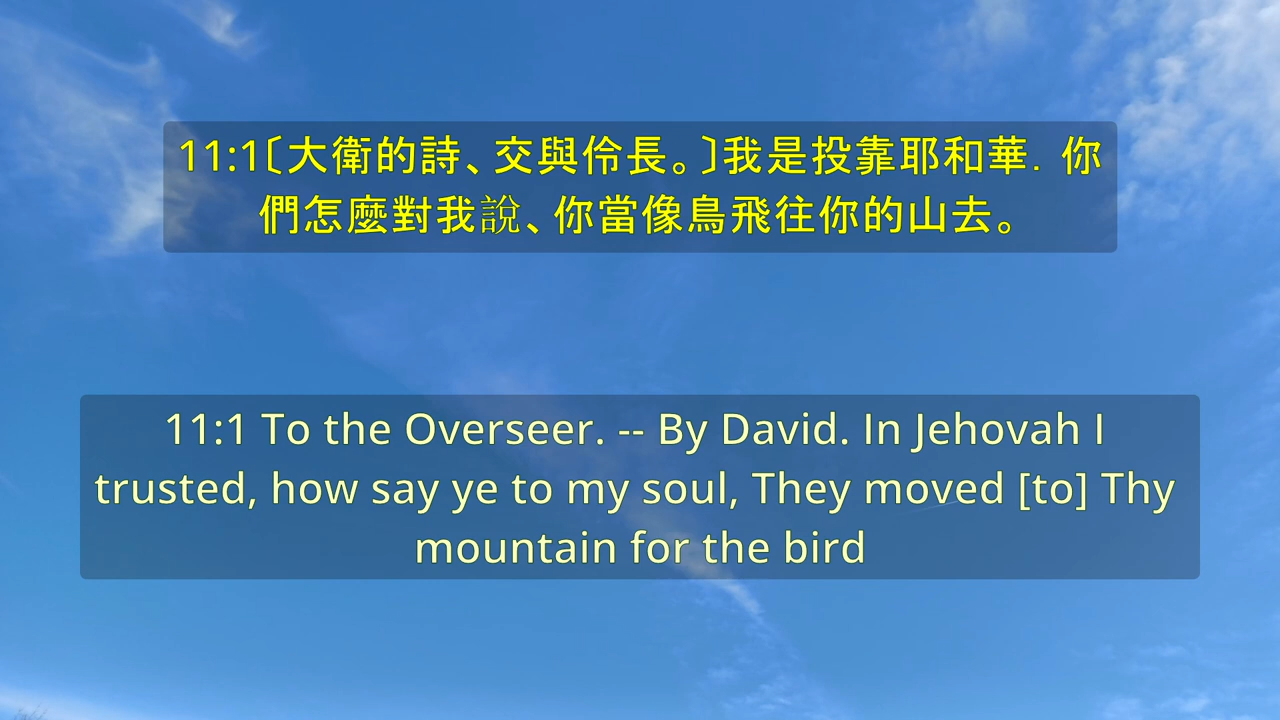 11:1〔大衛的詩、交與伶長。〕我是投靠耶和華．你
們怎麼對我說、你當像鳥飛往你的山去。
11:1 To the Overseer. -- By David. In Jehovah I
trusted, how say ye to my soul, They moved [to] Thy
mountain for the bird